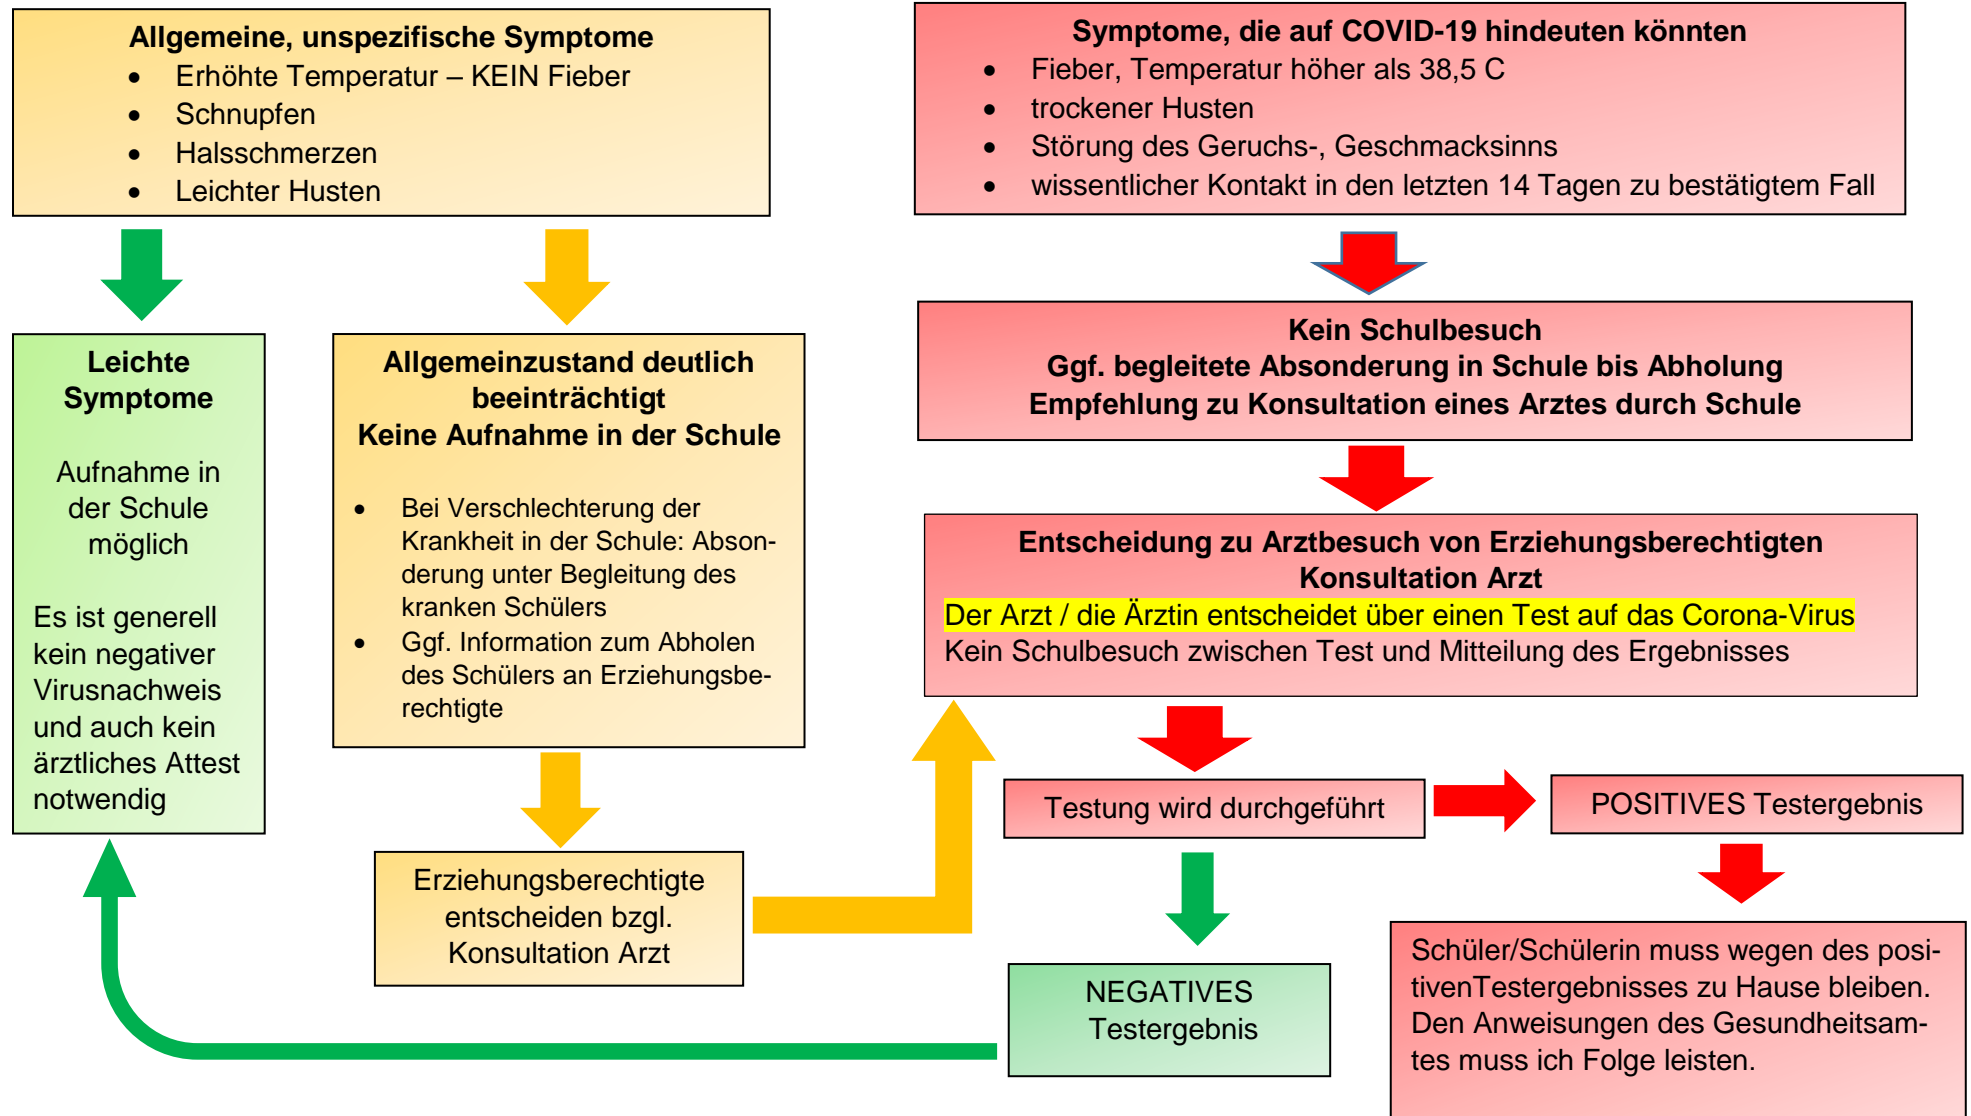 Allgemeine, unspezifische Symptome
• Erhöhte Temperatur – KEIN Fieber
• Schnupfen
• Halsschmerzen
• Leichter Husten
Symptome, die auf COVID-19 hindeuten könnten
• Fieber, Temperatur höher als 38,5 C
• trockener Husten
• Störung des Geruchs-, Geschmacksinns
• wissentlicher Kontakt in den letzten 14 Tagen zu bestätigtem Fall
Leichte
Symptome
Aufnahme in
der Schule
möglich
Es ist generell
kein negativer
Virusnachweis
und auch kein
ärztliches Attest
notwendig
Allgemeinzustand deutlich
beeinträchtigt
Keine Aufnahme in der Schule
• Bei Verschlechterung der
Krankheit in der Schule: Abson-
derung unter Begleitung des
kranken Schülers
• Ggf. Information zum Abholen
des Schülers an Erziehungsbe-
rechtigte
Kein Schulbesuch
Ggf. begleitete Absonderung in Schule bis Abholung
Empfehlung zu Konsultation eines Arztes durch Schule
Entscheidung zu Arztbesuch von Erziehungsberechtigten
Konsultation Arzt
Der Arzt / die Ärztin entscheidet über einen Test auf das Corona-Virus
Kein Schulbesuch zwischen Test und Mitteilung des Ergebnisses
Testung wird durchgeführt
POSITIVES Testergebnis
Erziehungsberechtigte
entscheiden bzgl.
Konsultation Arzt
NEGATIVES
Testergebnis
Schüler/Schülerin muss wegen des posi-
tivenTestergebnisses zu Hause bleiben.
Den Anweisungen des Gesundheitsam-
tes muss ich Folge leisten.